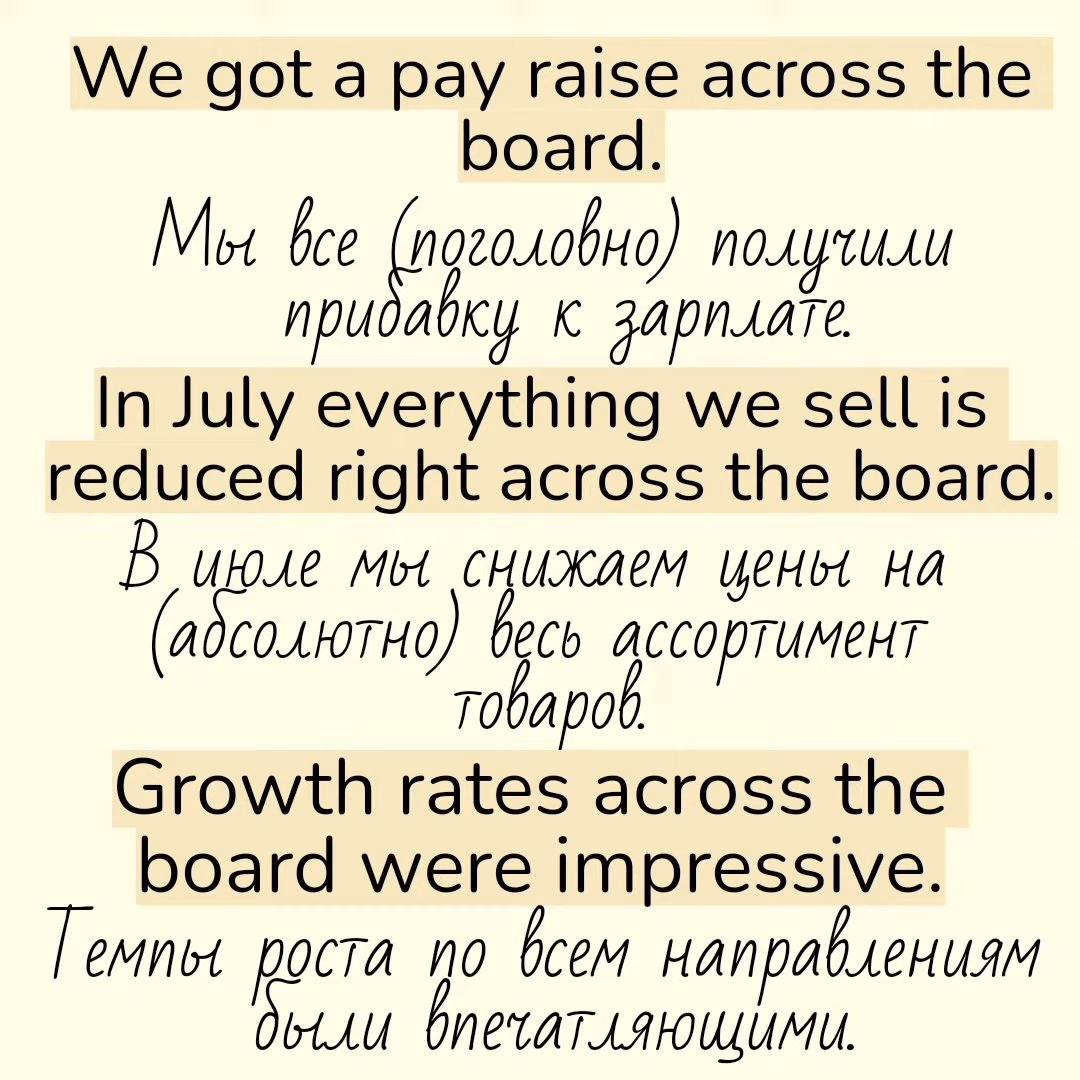 We got a pay raise across the
board.
Мы все (поголовно) получили
прибавку к зарплате.
In July everything we sell is
reduced right across the board.
В июле мы снижаем цены на
(абсолютно) весь ассортимент
товаров.
Growth rates across the
board were impressive.
Темпы роста по всем направлениям
были впечатляющими.